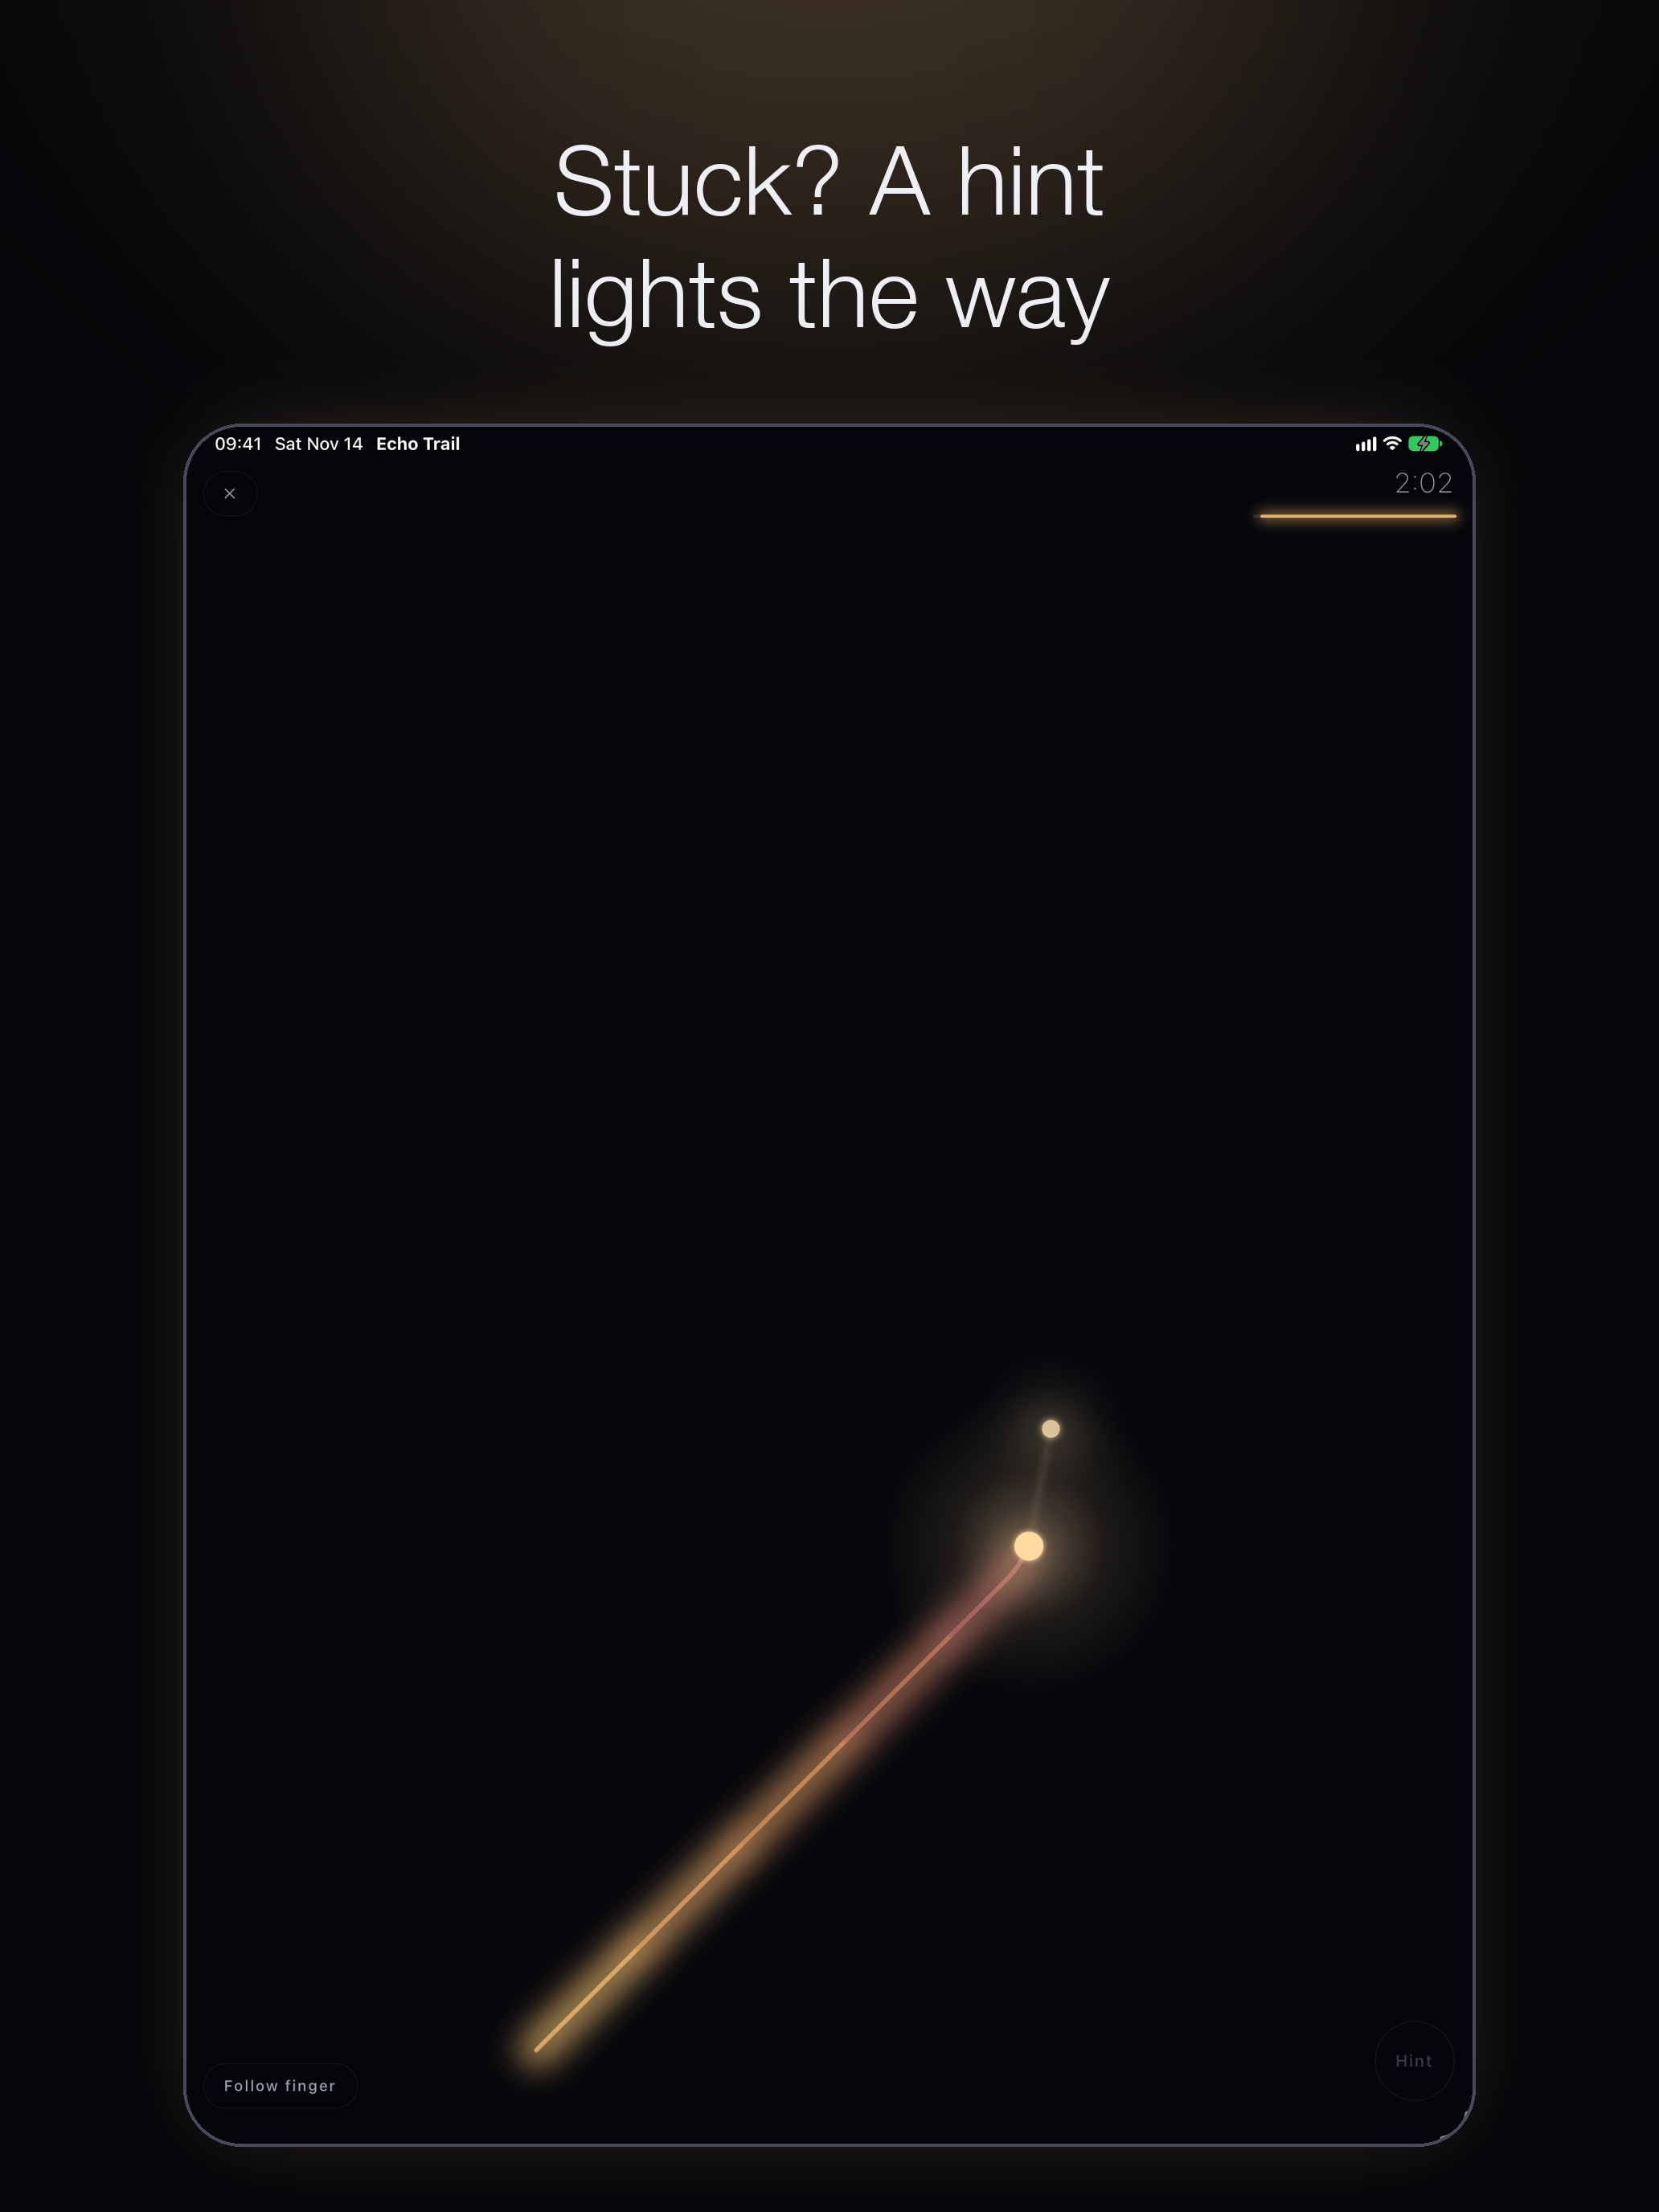 Stuck? A hint
lights the way
09:41 Sat Nov 14 Echo Trail
2:02
Follow finger
Hint